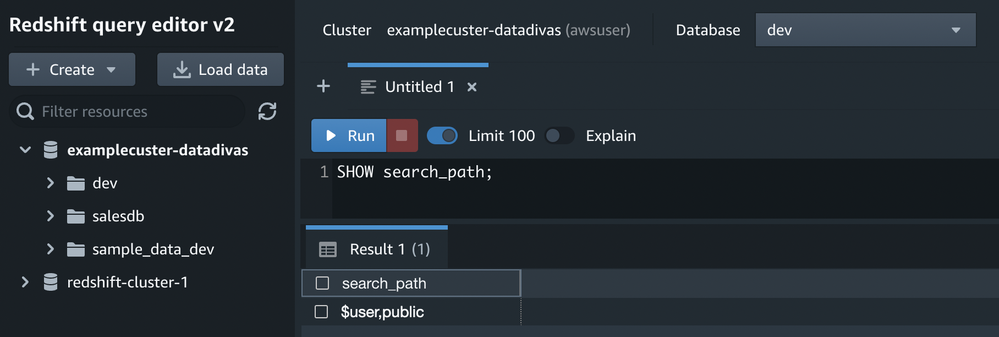 Redshift query editor v2
Create
Load data
Filter resources
examplecuster-datadivas
dev
salesdb
sample_data_dev
redshift-cluster-1
Cluster examplecuster-datadivas (awsuser) Database dev
Untitled 1
Run Limit 100 Explain
1 SHOW search_path;
Result 1 (1)
search_path
$user,public